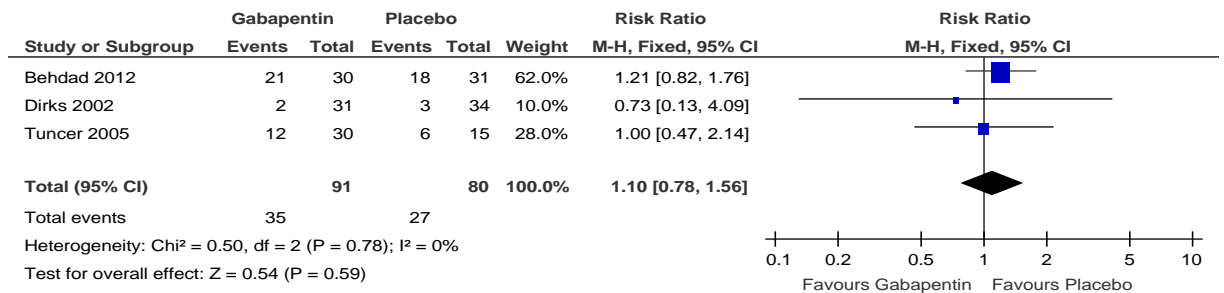 Gabapentin Placebo Risk Ratio Risk Ratio
Study or Subgroup Events Total Events Total Weight M-H, Fixed, 95% CI M-H, Fixed, 95% CI
Behdad 2012 21 30 18 31 62.0% 1.21 [0.82, 1.76]
Dirks 2002 2 31 3 34 10.0% 0.73 [0.13, 4.09]
Tuncer 2005 12 30 6 15 28.0% 1.00 [0.47, 2.14]
Total (95% CI) 91 80 100.0% 1.10 [0.78, 1.56]
Total events 35 27
Heterogeneity: Chi² = 0.50, df = 2 (P = 0.78); I² = 0%
Test for overall effect: Z = 0.54 (P = 0.59)
0.1 0.2 0.5 1 2 5 10
Favours Gabapentin Favours Placebo